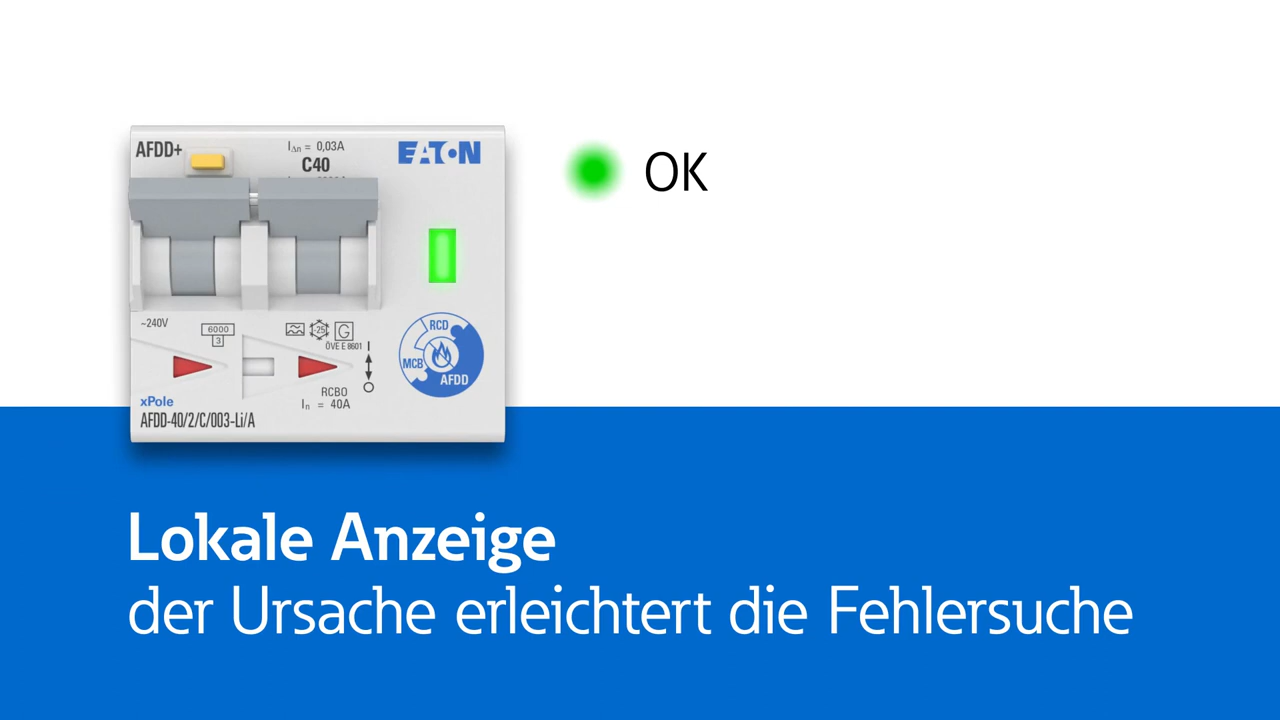 AFDD+
I∆n = 0,03A
C40
EATON
OK
~240V
6000
3
-25
G
ÖVE E 8601
I
RCD
MCB
AFDD
xPole
RCBO
In = 40A
AFDD-40/2/C/003-Li/A
Lokale Anzeige
der Ursache erleichtert die Fehlersuche